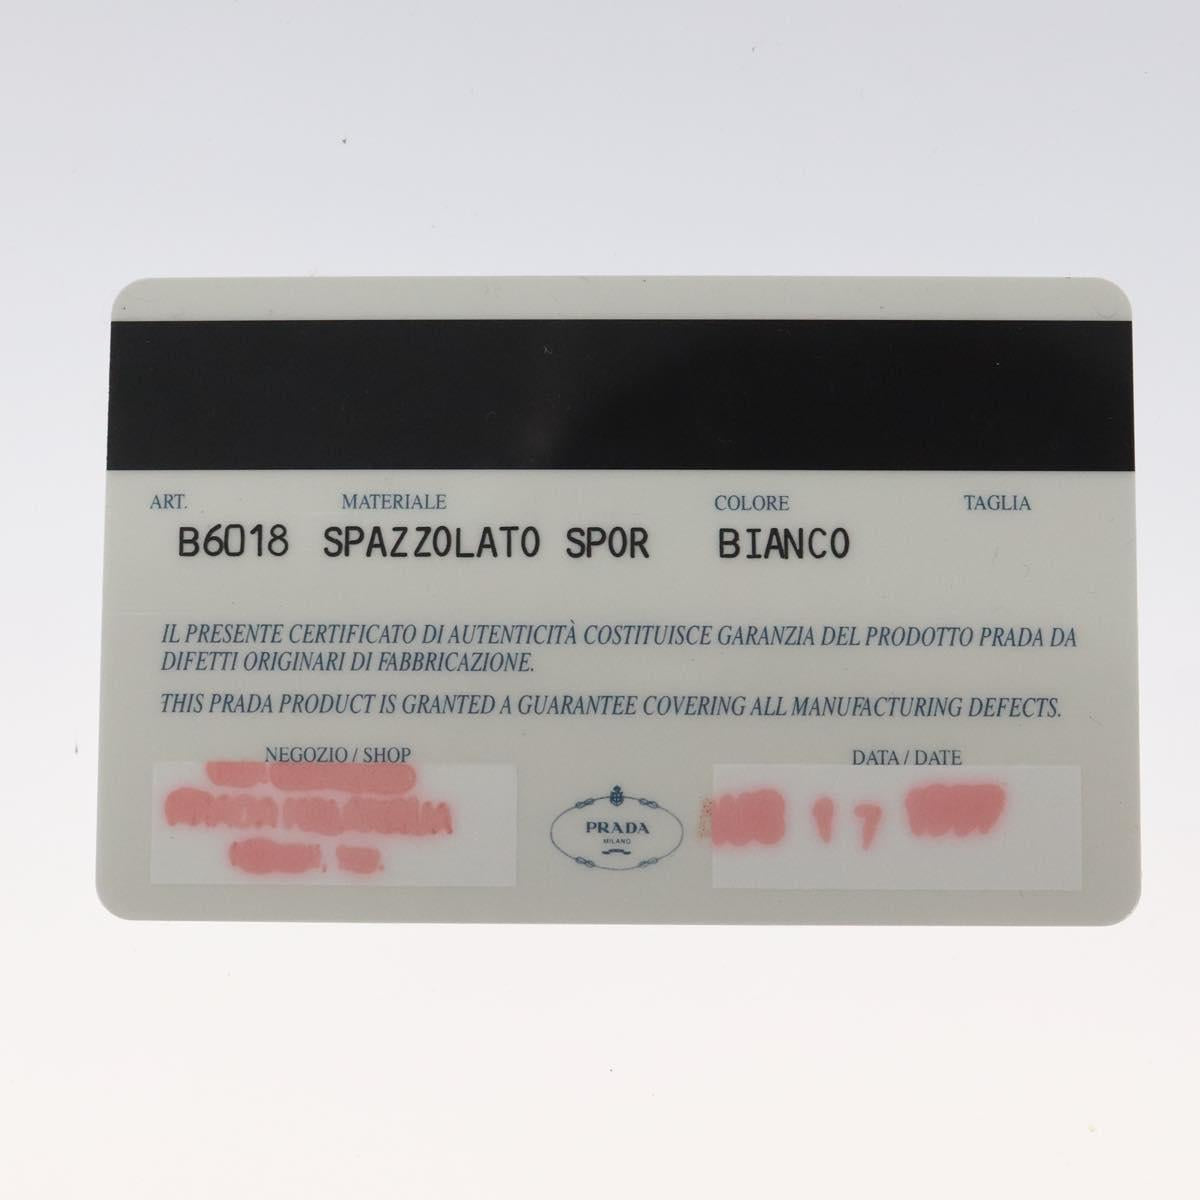 ART. MATERIALE COLORE TAGLIA
B6018 SPAZZOLATO SPOR BIANCO
IL PRESENTE CERTIFICATO DI AUTENTICITÀ COSTITUISCE GARANZIA DEL PRODOTTO PRADA DA
DIFETTI ORIGINARI DI FABBRICAZIONE.
THIS PRADA PRODUCT IS GRANTED A GUARANTEE COVERING ALL MANUFACTURING DEFECTS.
NEGOZIO / SHOP DATA / DATE
PRADA
MILANO